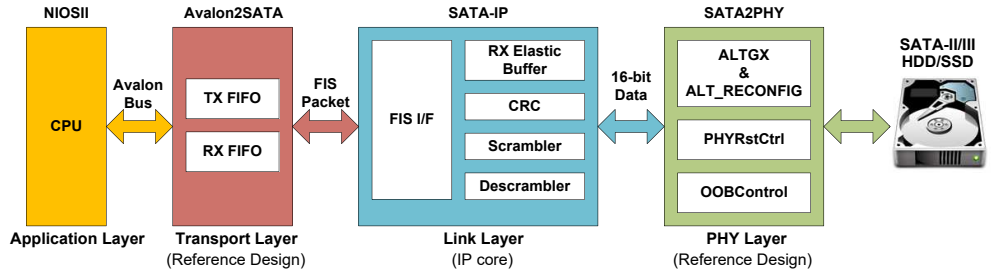 NIOSII
CPU
Application Layer
Avalon
Bus
Avalon2SATA
TX FIFO
RX FIFO
Transport Layer
(Reference Design)
FIS
Packet
SATA-IP
FIS I/F
RX Elastic
Buffer
CRC
Scrambler
Descrambler
Link Layer
(IP core)
16-bit
Data
SATA2PHY
ALTGX
&
ALT_RECONFIG
PHYRstCtrl
OOBControl
PHY Layer
(Reference Design)
SATA-II/III
HDD/SSD